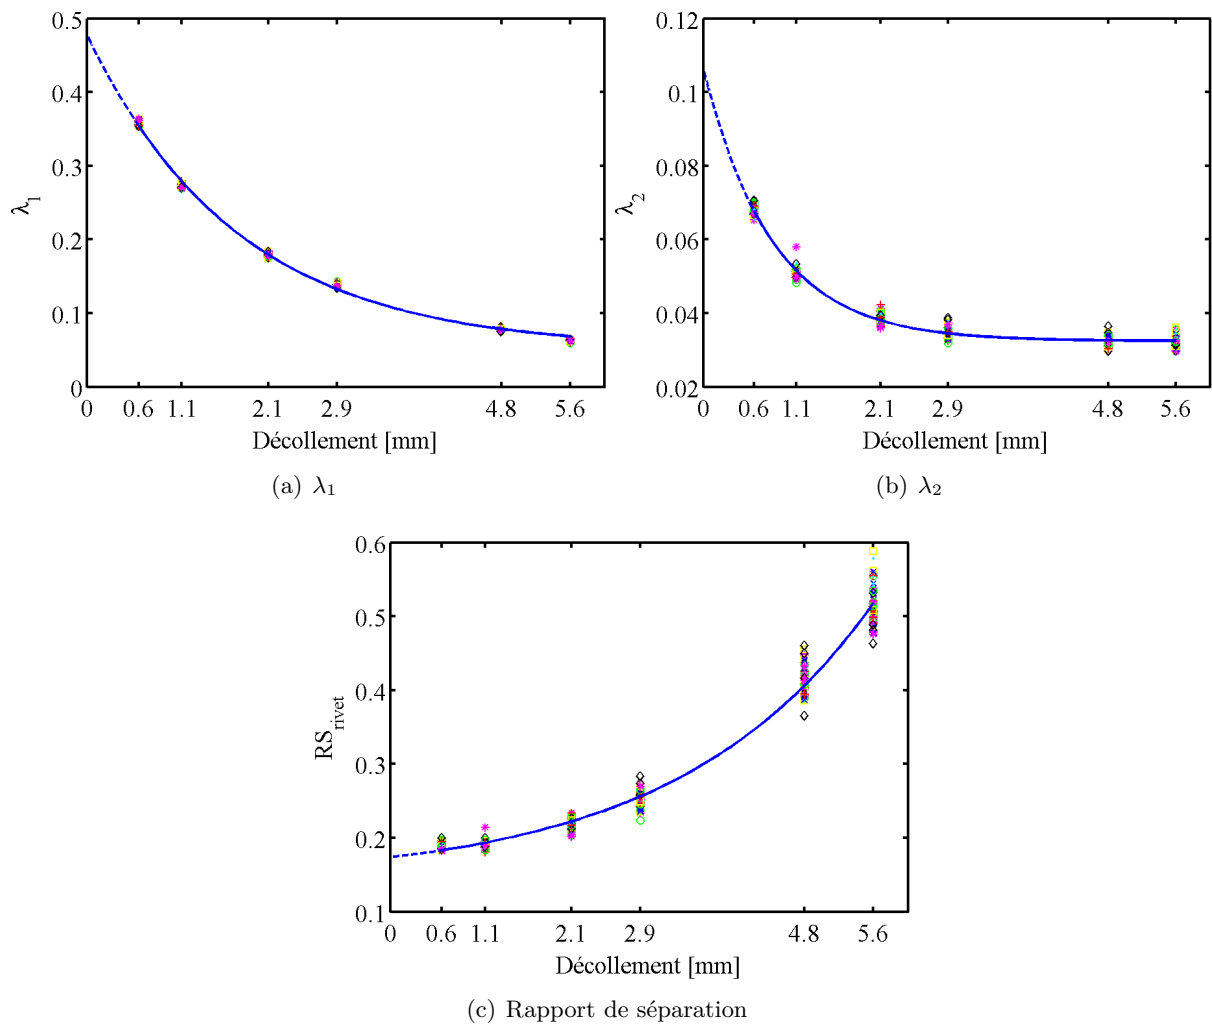 0.5
0.4
0.3
0.2
0.1
0
λ1
0 0.6 1.1 2.1 2.9 4.8 5.6
Décollement [mm]
(a) λ1
0.12
0.1
0.08
0.06
0.04
0.02
λ2
0 0.6 1.1 2.1 2.9 4.8 5.6
Décollement [mm]
(b) λ2
0.6
0.5
0.4
0.3
0.2
0.1
RSrivet
0 0.6 1.1 2.1 2.9 4.8 5.6
Décollement [mm]
(c) Rapport de séparation